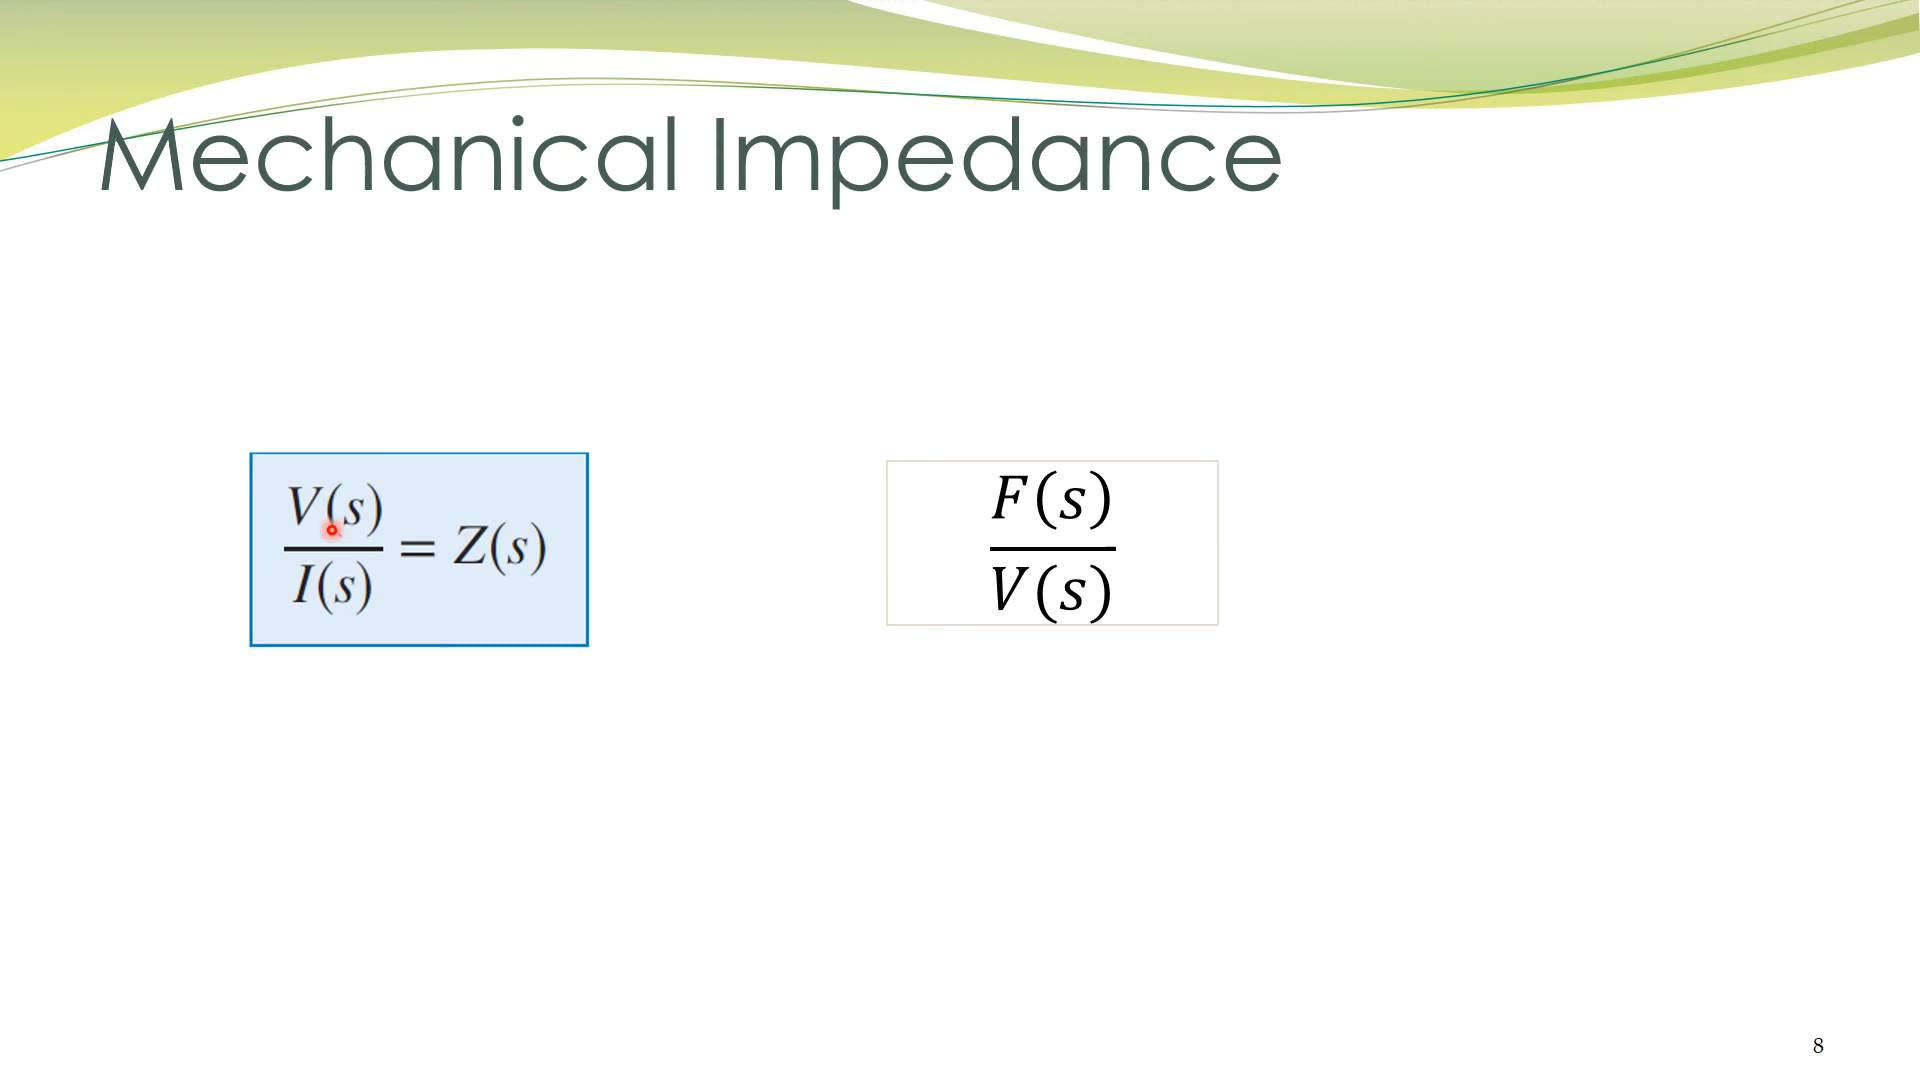 Mechanical Impedance
V(s)
I(s)
= Z(s)
F(s)
V(s)
8